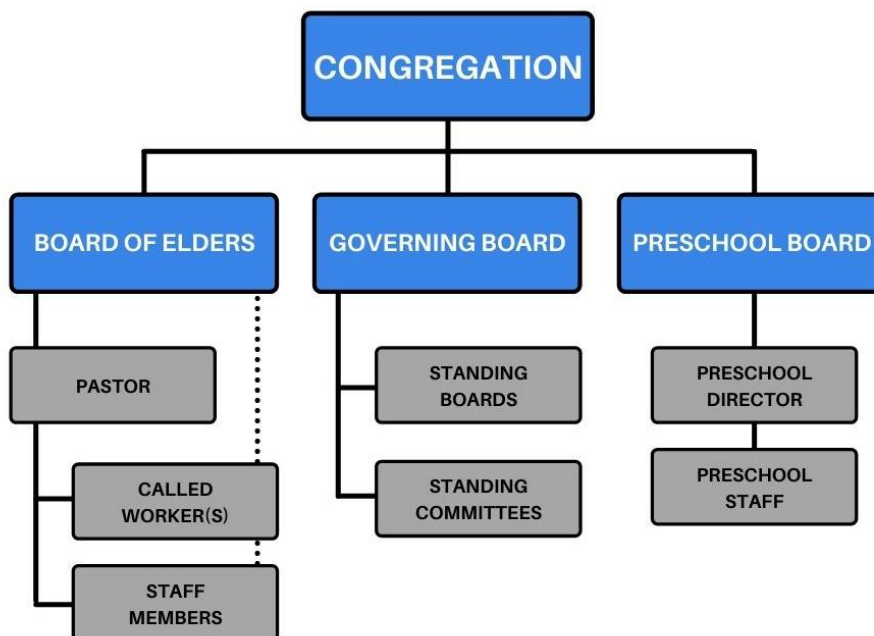 CONGREGATION
BOARD OF ELDERS
GOVERNING BOARD
PRESCHOOL BOARD
PASTOR
STANDING
BOARDS
PRESCHOOL
DIRECTOR
CALLED
WORKER(S)
STANDING
COMMITTEES
PRESCHOOL
STAFF
STAFF
MEMBERS